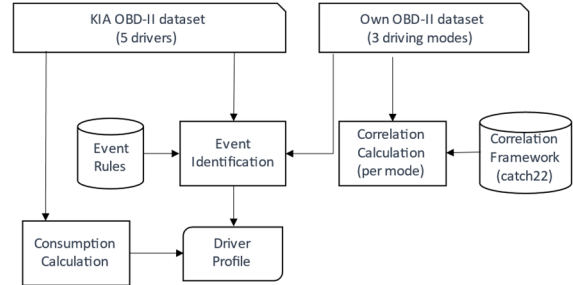 KIA OBD-II dataset
(5 drivers)
Own OBD-II dataset
(3 driving modes)
Event
Rules
Event
Identification
Correlation
Calculation
(per mode)
Correlation
Framework
(catch22)
Consumption
Calculation
Driver
Profile